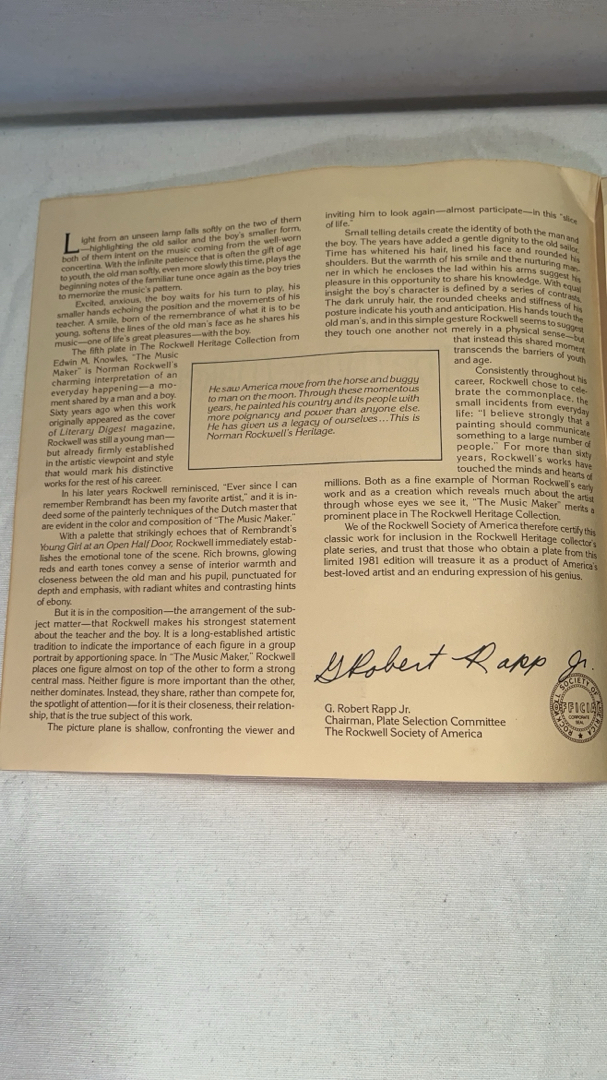 Light from an unseen lamp falls softly on the two of them
—highlighting the old sailor and the boy's smaller form,
both of them intent on the music coming from the well-worn
concertina. With the infinite patience that is often the gift of age
to youth, the old man softly, even more slowly this time, plays the
beginning notes of the familiar tune once again as the boy tries
to memorize the music's pattern.
Excited, anxious, the boy waits for his turn to play, his
smaller hands echoing the position and the movements of his
teacher. A smile, born of the remembrance of what it is to be
young, softens the lines of the old man's face as he shares his
music—one of life's great pleasures—with the boy.
The fifth plate in The Rockwell Heritage Collection from
Edwin M. Knowles, "The Music
Maker" is Norman Rockwell's
charming interpretation of an
everyday happening—a mo-
ment shared by a man and a boy.
Sixty years ago when this work
originally appeared as the cover
of Literary Digest magazine,
Rockwell was still a young man—
but already firmly established
in the artistic viewpoint and style
that would mark his distinctive
works for the rest of his career.
In his later years Rockwell reminisced, "Ever since I can
remember Rembrandt has been my favorite artist," and it is in-
deed some of the painterly techniques of the Dutch master that
are evident in the color and composition of "The Music Maker."
With a palette that strikingly echoes that of Rembrandt's
Young Girl at an Open Half Door, Rockwell immediately estab-
lishes the emotional tone of the scene. Rich browns, glowing
reds and earth tones convey a sense of interior warmth and
closeness between the old man and his pupil, punctuated for
depth and emphasis, with radiant whites and contrasting hints
of ebony.
But it is in the composition—the arrangement of the sub-
ject matter—that Rockwell makes his strongest statement
about the teacher and the boy. It is a long-established artistic
tradition to indicate the importance of each figure in a group
portrait by apportioning space. In "The Music Maker," Rockwell
places one figure almost on top of the other to form a strong
central mass. Neither figure is more important than the other,
neither dominates. Instead, they share, rather than compete for,
the spotlight of attention—for it is their closeness, their relation-
ship, that is the true subject of this work.
The picture plane is shallow, confronting the viewer and
He saw America move from the horse and buggy
to man on the moon. Through these momentous
years, he painted his country and its people with
more poignancy and power than anyone else.
He has given us a legacy of ourselves...This is
Norman Rockwell's Heritage.
inviting him to look again—almost participate—in this "slice
of life."
Small telling details create the identity of both the man and
the boy. The years have added a gentle dignity to the old sailor.
Time has whitened his hair, lined his face and rounded his
shoulders. But the warmth of his smile and the nurturing man-
ner in which he encloses the lad within his arms suggest his
pleasure in this opportunity to share his knowledge. With equal
insight the boy's character is defined by a series of contrasts.
The dark unruly hair, the rounded cheeks and stiffness of his
posture indicate his youth and anticipation. His hands touch the
old man's, and in this simple gesture Rockwell seems to suggest
they touch one another not merely in a physical sense—but
that instead this shared moment
transcends the barriers of youth
and age.
Consistently throughout his
career, Rockwell chose to cele-
brate the commonplace, the
small incidents from everyday
life: "I believe strongly that a
painting should communicate
something to a large number of
people." For more than sixty
years, Rockwell's works have
touched the minds and hearts of
millions. Both as a fine example of Norman Rockwell's early
work and as a creation which reveals much about the artist
through whose eyes we see it, "The Music Maker" merits a
prominent place in The Rockwell Heritage Collection.
We of the Rockwell Society of America therefore certify this
classic work for inclusion in the Rockwell Heritage collector's
plate series, and trust that those who obtain a plate from this
limited 1981 edition will treasure it as a product of America's
best-loved artist and an enduring expression of his genius.
G Robert Rapp Jr.
G. Robert Rapp Jr.
Chairman, Plate Selection Committee
The Rockwell Society of America
ROCKWELL SOCIETY OF AMERICA
OFFICIAL
CORPORATE
SEAL